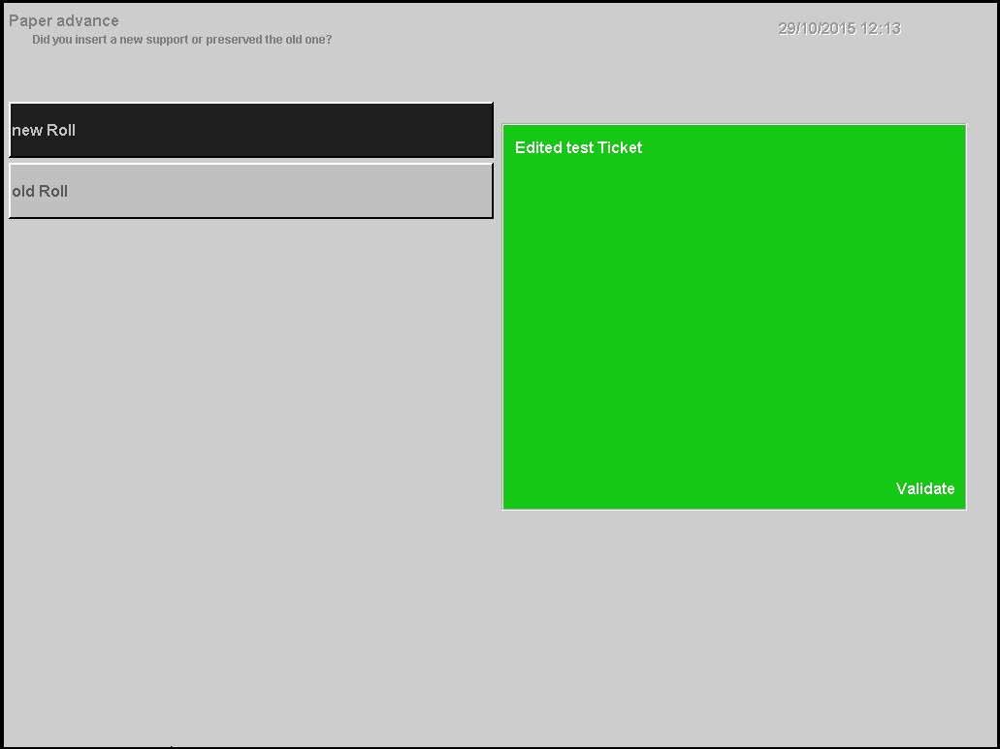 Paper advance
Did you insert a new support or preserved the old one?
29/10/2015 12:13
new Roll
old Roll
Edited test Ticket
Validate